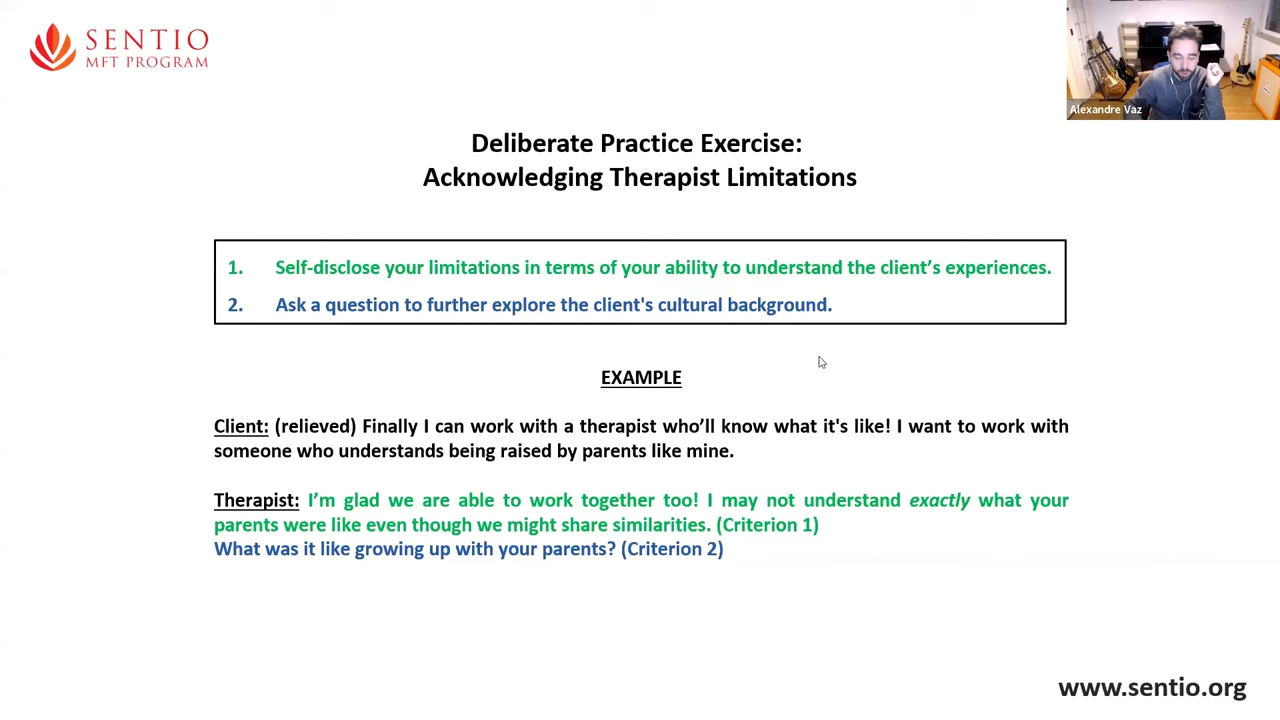 SENTIO
MFT PROGRAM
Alexandre Vaz
Deliberate Practice Exercise:
Acknowledging Therapist Limitations
1. Self-disclose your limitations in terms of your ability to understand the client’s experiences.
2. Ask a question to further explore the client's cultural background.
EXAMPLE
Client: (relieved) Finally I can work with a therapist who’ll know what it's like! I want to work with
someone who understands being raised by parents like mine.
Therapist: I’m glad we are able to work together too! I may not understand exactly what your
parents were like even though we might share similarities. (Criterion 1)
What was it like growing up with your parents? (Criterion 2)
www.sentio.org